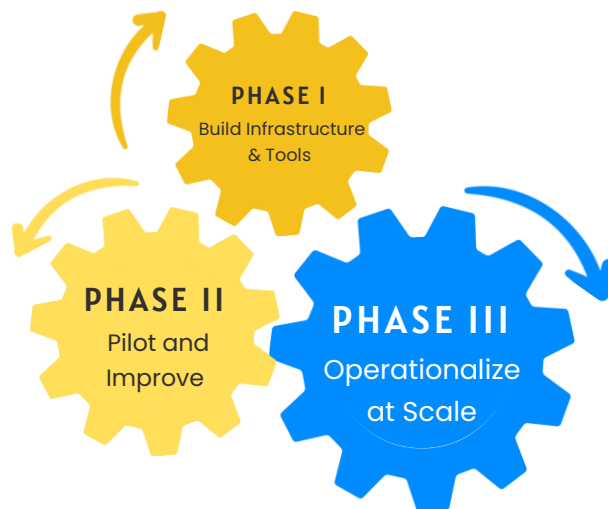 PHASE I
Build Infrastructure
& Tools
PHASE II
Pilot and
Improve
PHASE III
Operationalize
at Scale